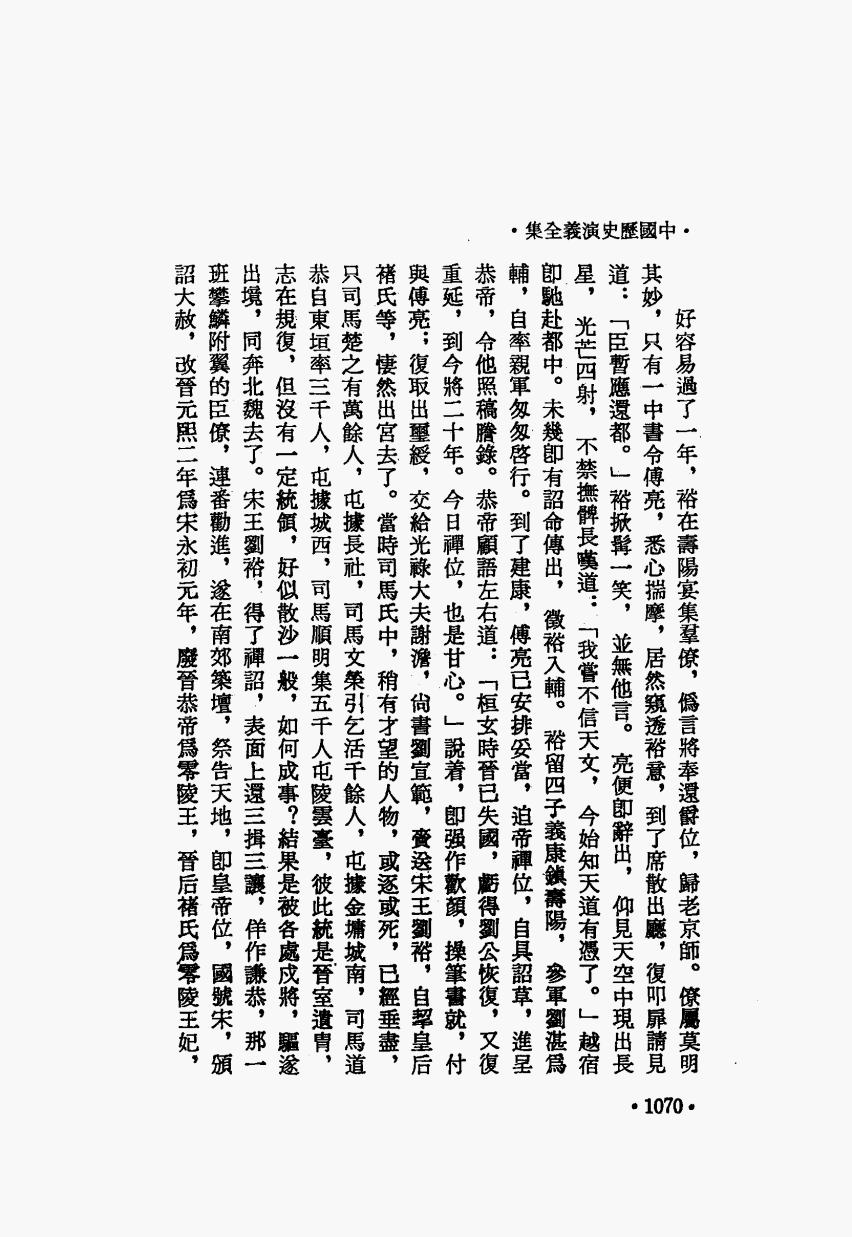 •中國歷史演義全集•
好容易過了一年，裕在壽陽宴集羣僚，僞言將奉還爵位，歸老京師。僚屬莫明
其妙，只有一中書令傅亮，悉心揣摩，居然窺透裕意，到了席散出廳，復叩扉請見
道：「臣暫應還都。」裕掀髯一笑，並無他言。亮便卽辭出，仰見天空中現出長
星，光芒四射，不禁撫髀長嘆道：「我嘗不信天文，今始知天道有憑了。」越宿
卽馳赴都中。未幾卽有詔命傳出，徵裕入輔。裕留四子義康鎮壽陽，參軍劉湛爲
輔，自率親軍匆匆啓行。到了建康，傅亮已安排妥當，迫帝禪位，自具詔草，進呈
恭帝，令他照稿謄錄。恭帝顧語左右道：「桓玄時晉已失國，虧得劉公恢復，又復
重延，到今將二十年。今日禪位，也是甘心。」說着，卽强作歡顏，操筆書就，付
與傅亮；復取出璽綬，交給光祿大夫謝澹，尙書劉宣範，賫送宋王劉裕，自挈皇后
褚氏等，悽然出宮去了。當時司馬氏中，稍有才望的人物，或逐或死，已經垂盡，
只司馬楚之有萬餘人，屯據長社，司馬文榮引乞活千餘人，屯據金墉城南，司馬道
恭自東垣率三千人，屯據城西，司馬順明集五千人屯陵雲臺，彼此統是晉室遺冑，
志在規復，但沒有一定統領，好似散沙一般，如何成事？結果是被各處戍將，驅逐
出境，同奔北魏去了。宋王劉裕，得了禪詔，表面上還三揖三讓，佯作謙恭，那一
班攀鱗附翼的臣僚，連番勸進，遂在南郊築壇，祭告天地，卽皇帝位，國號宋，頒
詔大赦，改晉元熙二年爲宋永初元年，廢晉恭帝爲零陵王，晉后褚氏爲零陵王妃，
•1070•